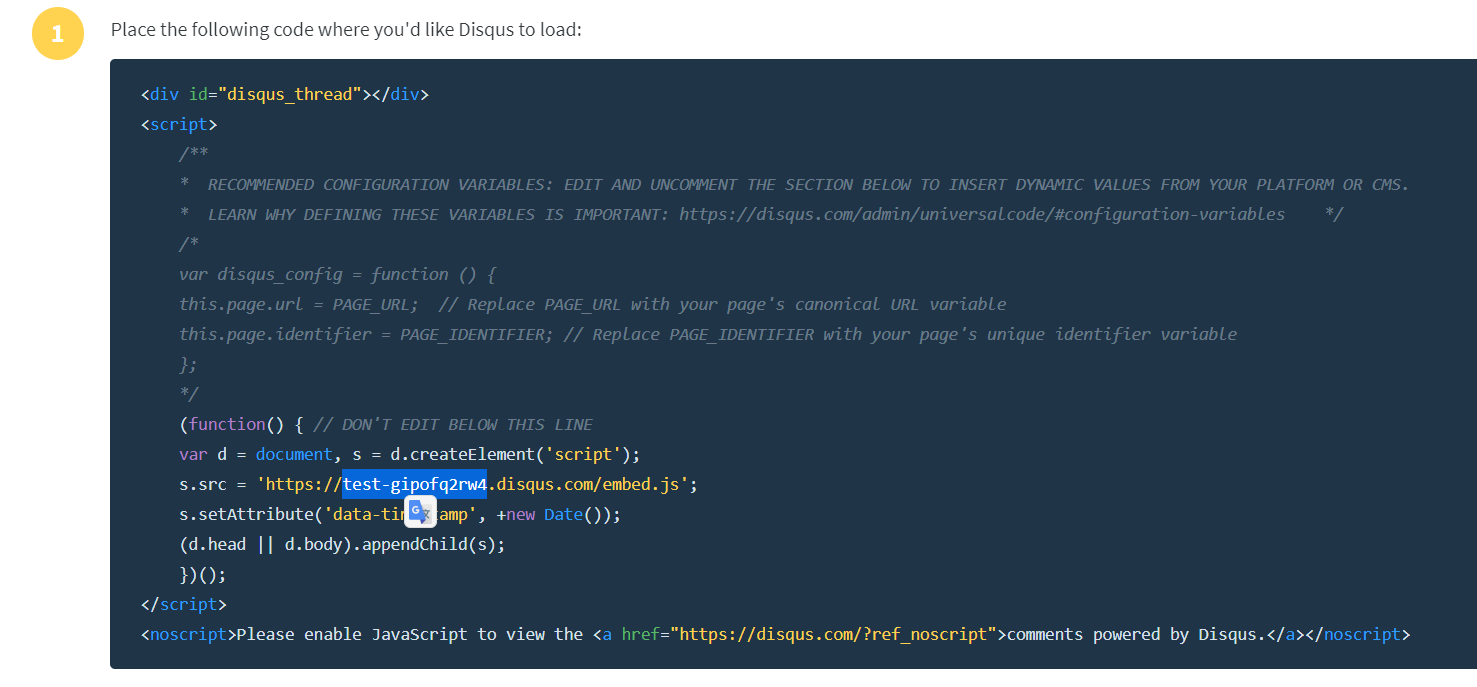 1
Place the following code where you'd like Disqus to load:
<div id="disqus_thread"></div>
<script>
/**
*  RECOMMENDED CONFIGURATION VARIABLES: EDIT AND UNCOMMENT THE SECTION BELOW TO INSERT DYNAMIC VALUES FROM YOUR PLATFORM OR CMS.
*  LEARN WHY DEFINING THESE VARIABLES IS IMPORTANT: https://disqus.com/admin/universalcode/#configuration-variables    */
/*
var disqus_config = function () {
this.page.url = PAGE_URL;  // Replace PAGE_URL with your page's canonical URL variable
this.page.identifier = PAGE_IDENTIFIER; // Replace PAGE_IDENTIFIER with your page's unique identifier variable
};
*/
(function() { // DON'T EDIT BELOW THIS LINE
var d = document, s = d.createElement('script');
s.src = 'https://test-gipofq2rw4.disqus.com/embed.js';
s.setAttribute('data-timestamp', +new Date());
(d.head || d.body).appendChild(s);
})();
</script>
<noscript>Please enable JavaScript to view the <a href="https://disqus.com/?ref_noscript">comments powered by Disqus.</a></noscript>